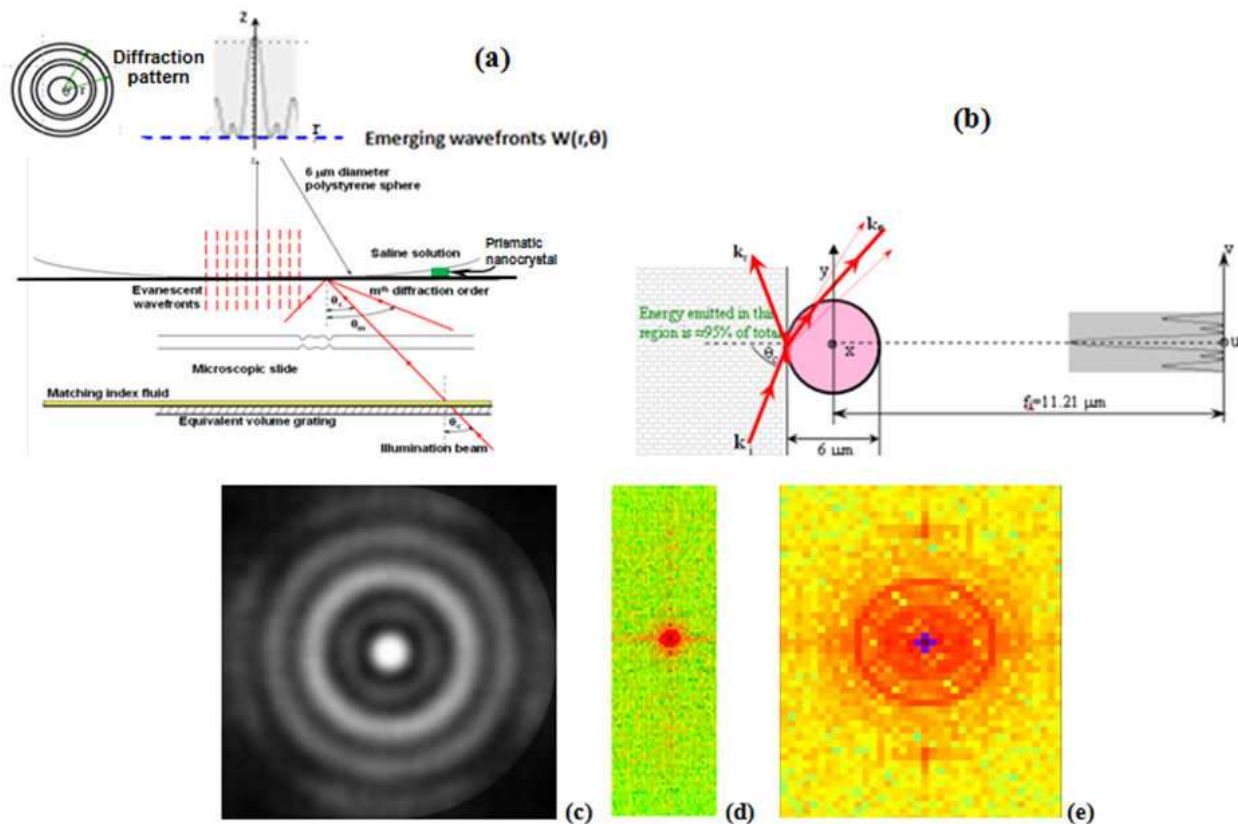 (a)
z
Diffraction
pattern
θ r
r
Emerging wavefronts W(r,θ)
z
6 µm diameter
polystyrene sphere
Saline solution
Prismatic
nanocrystal
Evanescent
wavefronts
mth diffraction order
θc
θm
Microscopic slide
Matching index fluid
Equivalent volume grating
θc
Illumination beam
(b)
kr
y
v
Energy emitted in this
region is ≈95% of total
θc
x
u
f=11.21 µm
k
6 µm
(c)
(d)
(e)